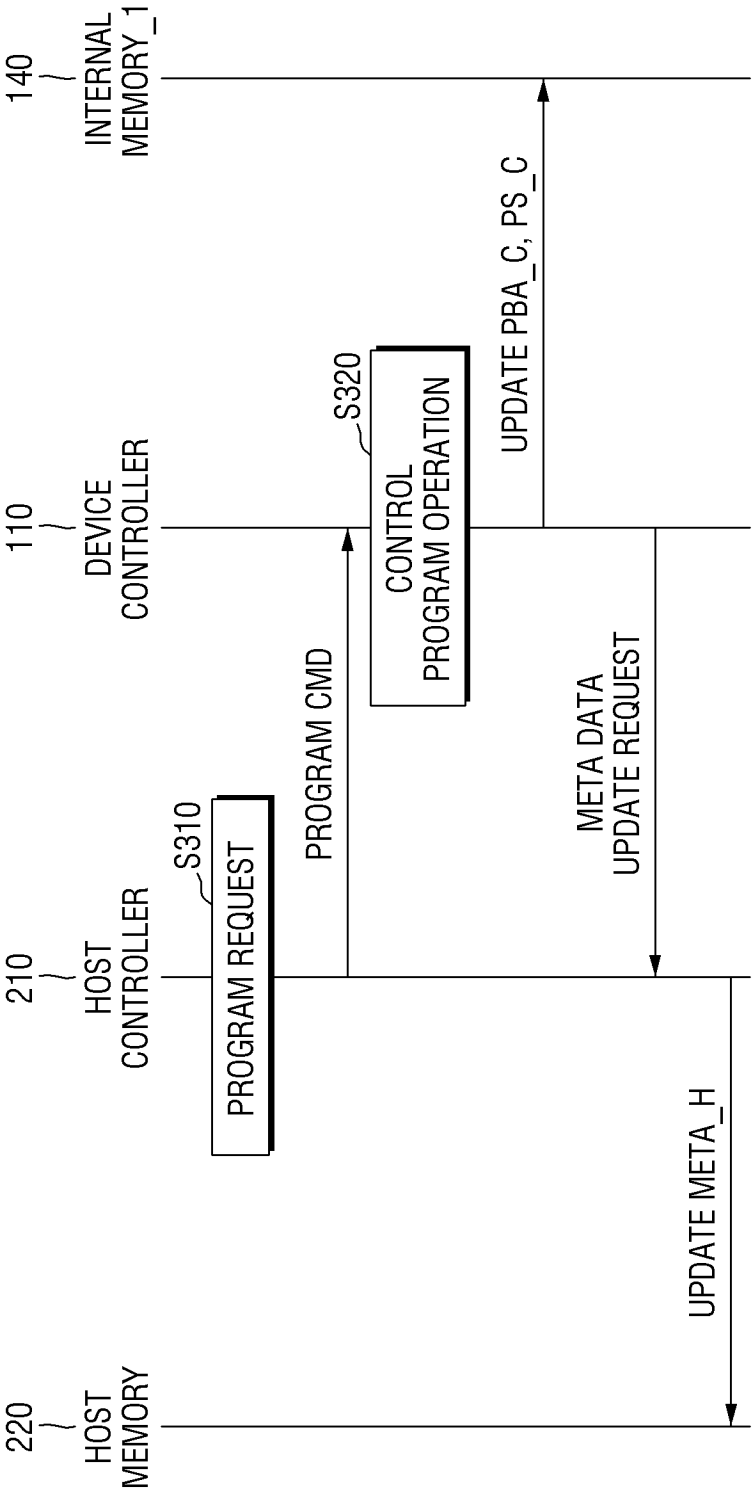 220
HOST
MEMORY
210
HOST
CONTROLLER
110
DEVICE
CONTROLLER
140
INTERNAL
MEMORY_1
S310
PROGRAM REQUEST
PROGRAM CMD
S320
CONTROL
PROGRAM OPERATION
UPDATE PBA_C, PS_C
META DATA
UPDATE REQUEST
UPDATE META_H